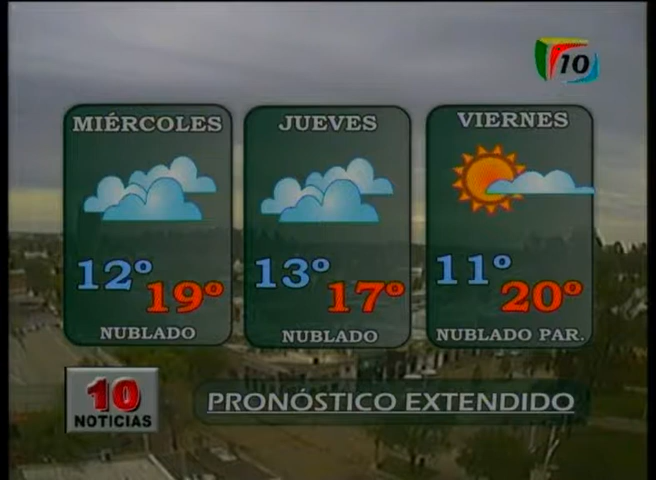 10
MIÉRCOLES
12º
19º
NUBLADO
JUEVES
13º
17º
NUBLADO
VIERNES
11º
20º
NUBLADO PAR.
10
NOTICIAS
PRONÓSTICO EXTENDIDO